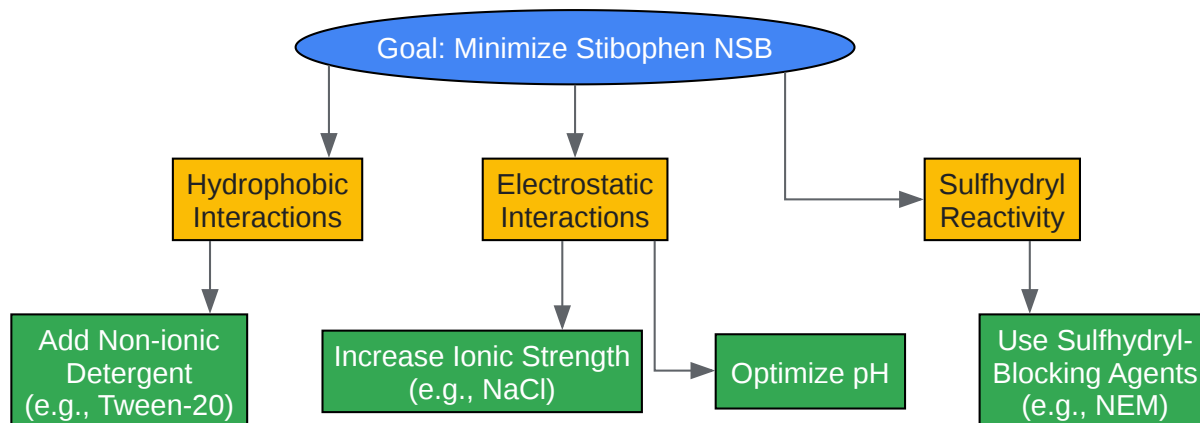 Goal: Minimize Stibophen NSB
Hydrophobic
Interactions
Electrostatic
Interactions
Sulfhydryl
Reactivity
Add Non-ionic
Detergent
(e.g., Tween-20)
Increase Ionic Strength
(e.g., NaCl)
Optimize pH
Use Sulfhydryl-
Blocking Agents
(e.g., NEM)